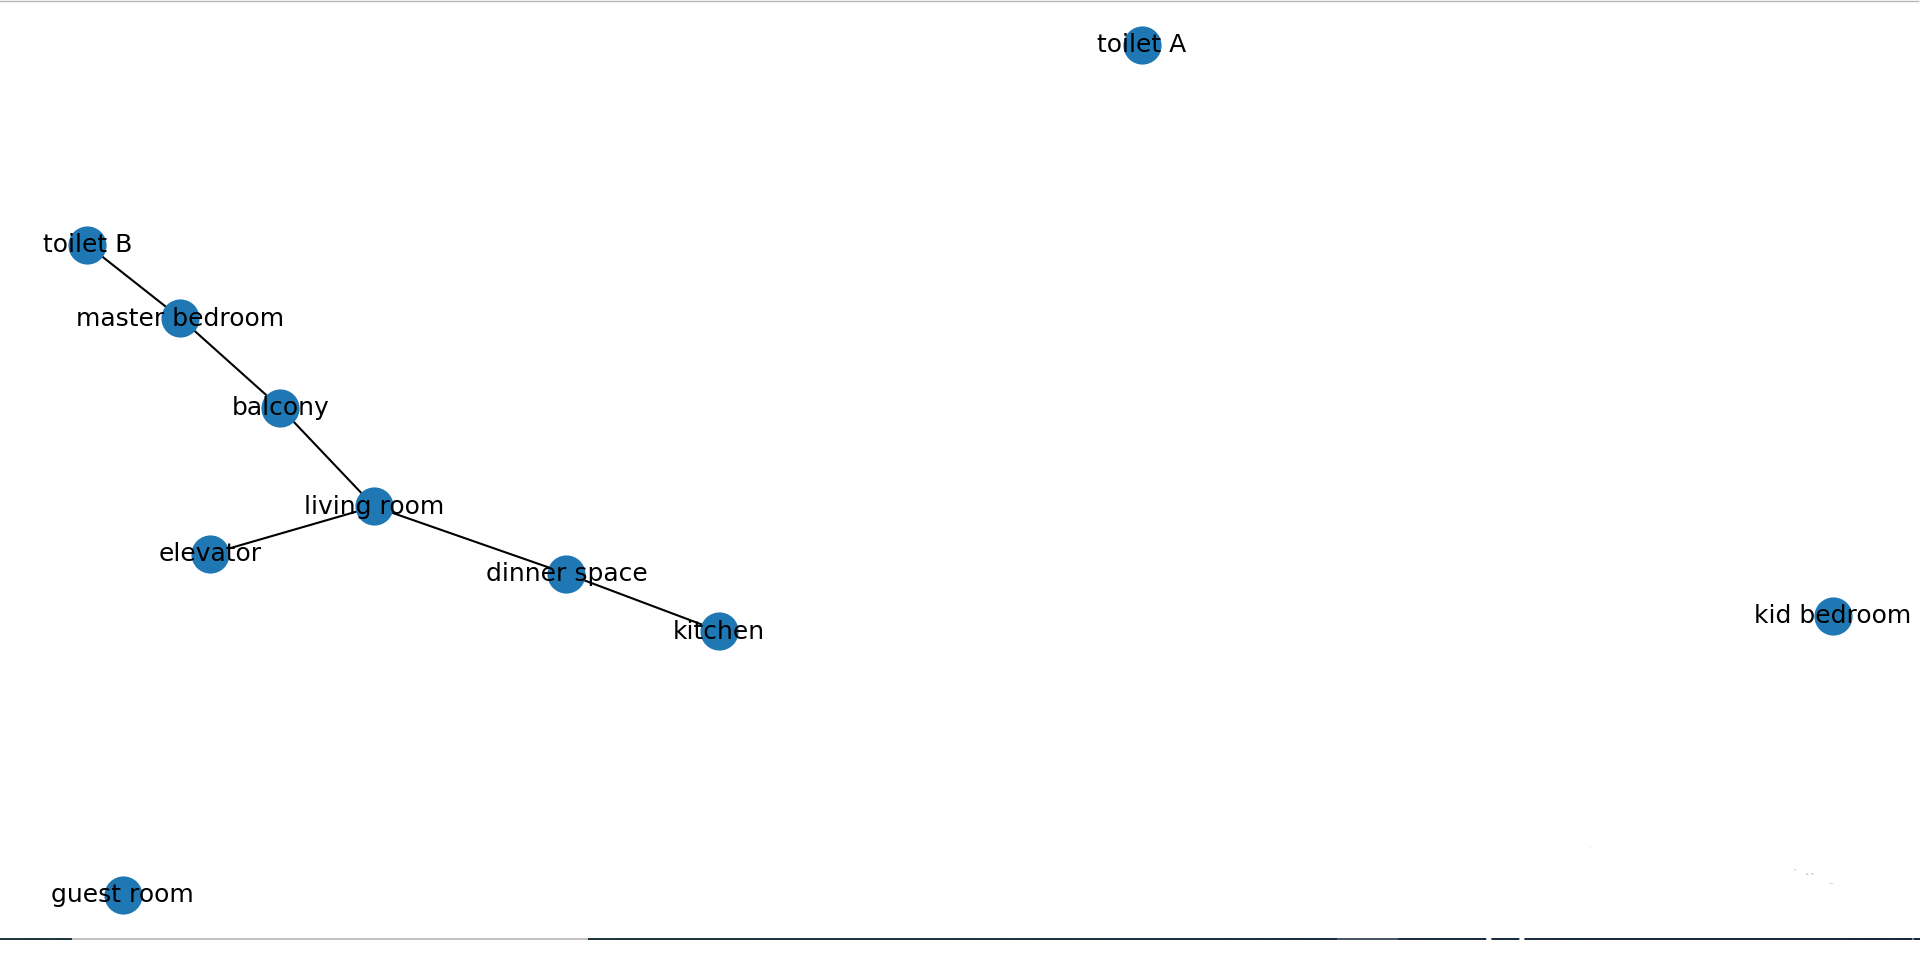 toilet A
toilet B
master bedroom
balcony
living room
elevator
dinner space
kitchen
kid bedroom
guest room